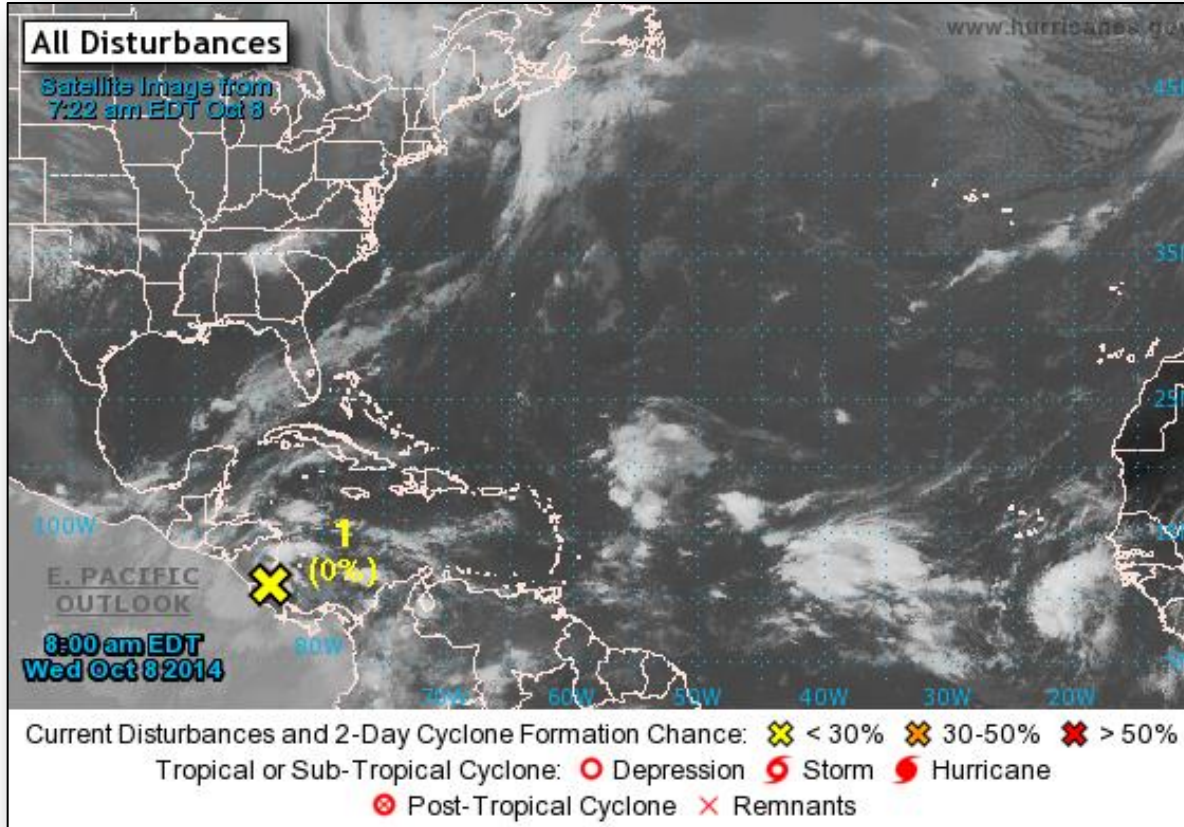 All Disturbances
www.hurricanes.gov
Satellite Image from
7:22 am EDT Oct 8
45N
35N
25N
100W
1
15N
(0%)
E. PACIFIC
OUTLOOK
8:00 am EDT
Wed Oct 8 2014
80W
70W
60W
50W
40W
30W
20W
Current Disturbances and 2-Day Cyclone Formation Chance: < 30% 30-50% > 50%
Tropical or Sub-Tropical Cyclone: Depression Storm Hurricane
Post-Tropical Cyclone Remnants